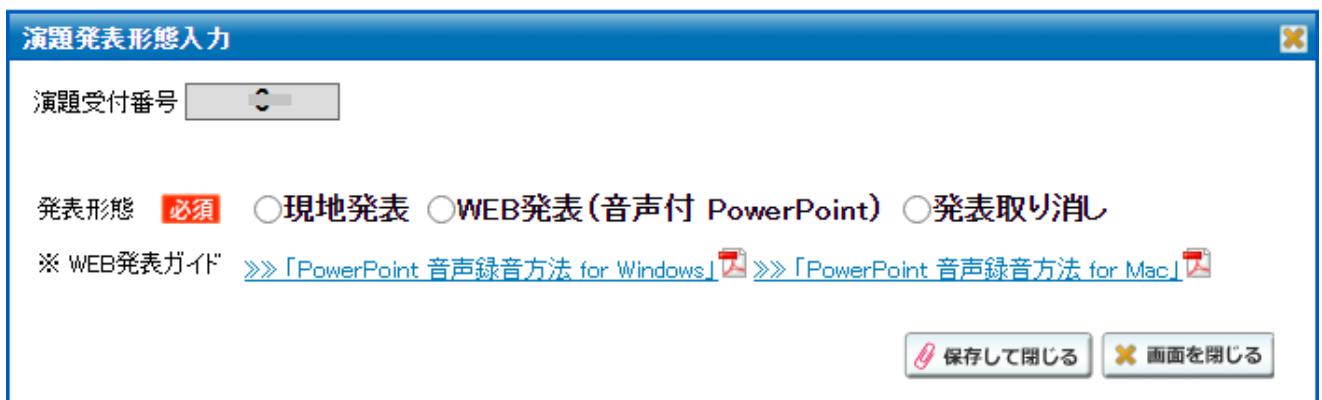 演題発表形態入力
演題受付番号
発表形態 必須 ○現地発表 ○WEB発表(音声付 PowerPoint) ○発表取り消し
※ WEB発表ガイド >>>「PowerPoint 音声録音方法 for Windows」 >>>「PowerPoint 音声録音方法 for Mac」
保存して閉じる 画面を閉じる